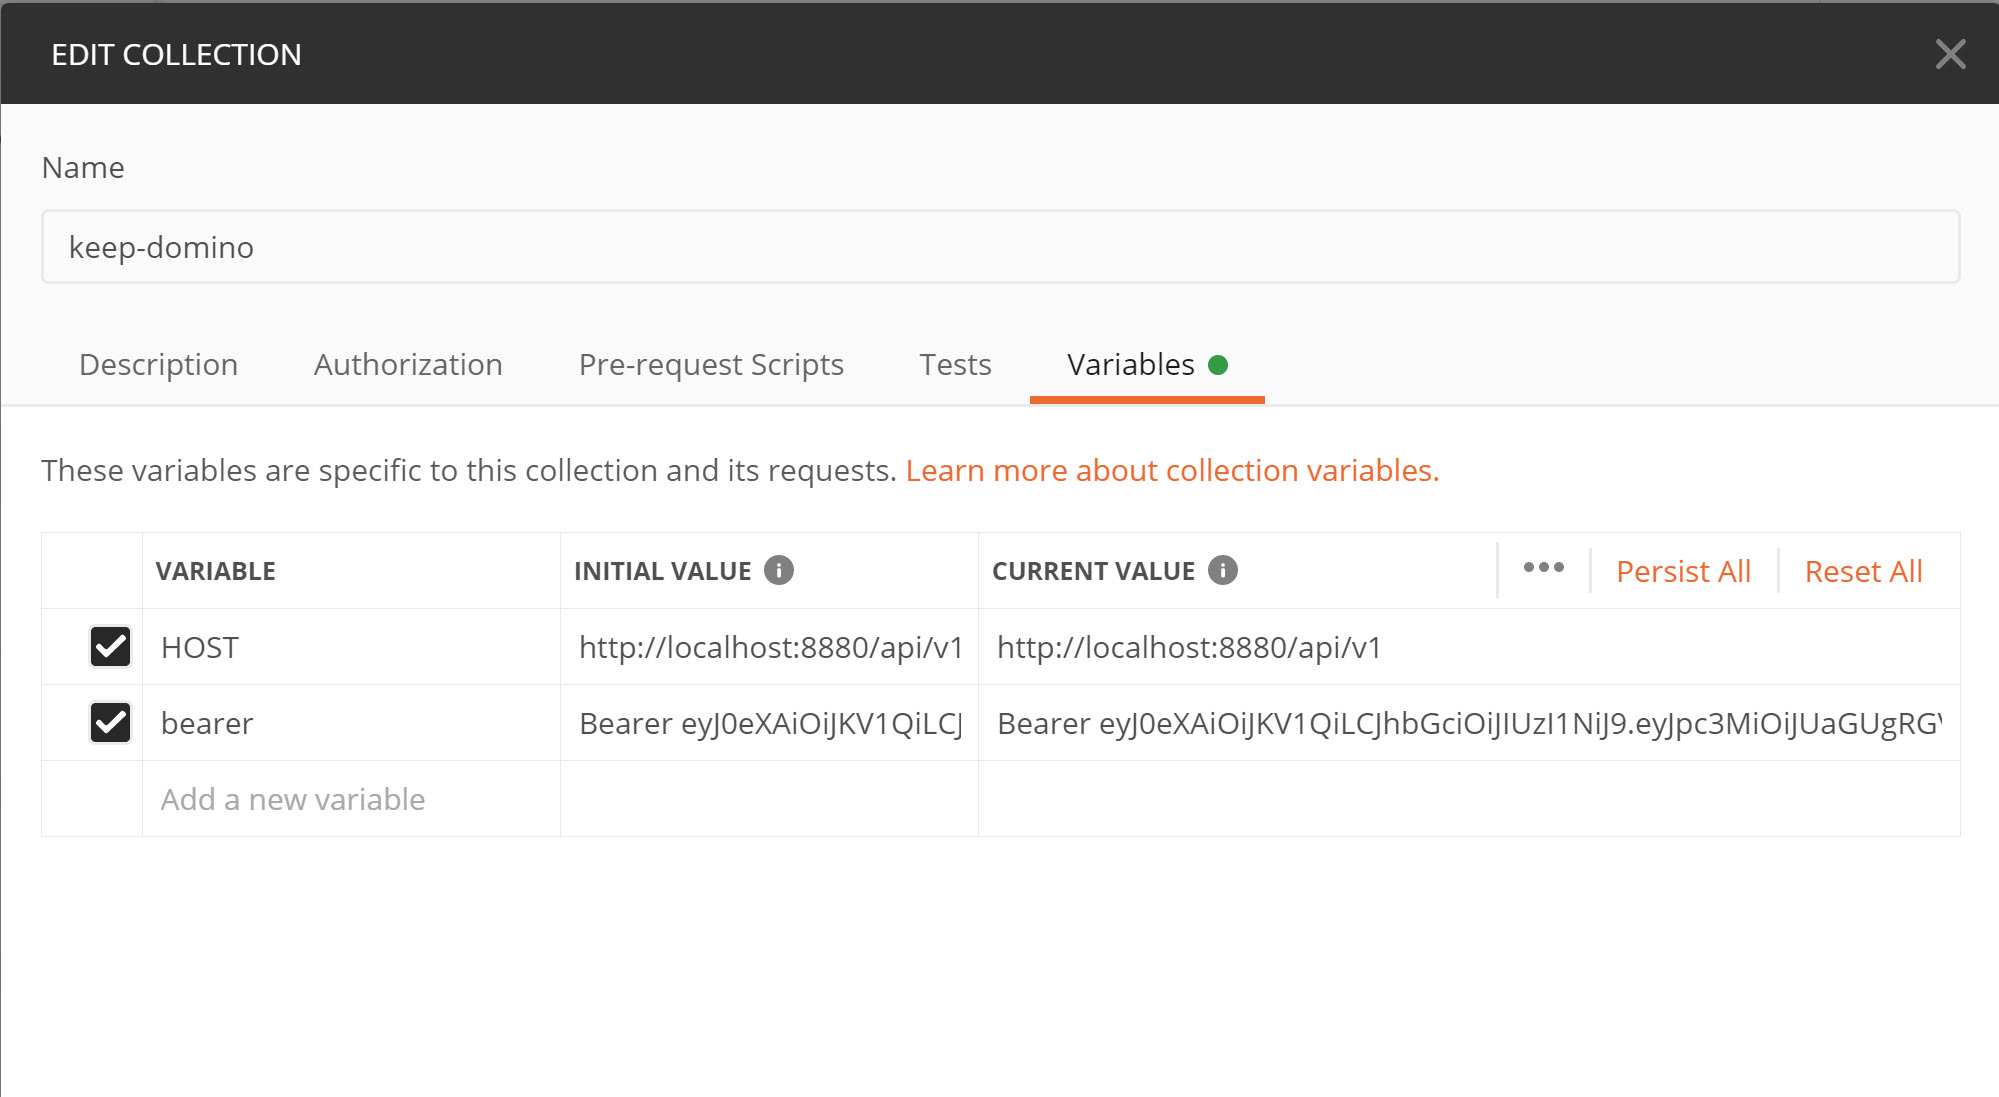 EDIT COLLECTION
Name
keep-domino
Description Authorization Pre-request Scripts Tests Variables
These variables are specific to this collection and its requests. Learn more about collection variables.
VARIABLE INITIAL VALUE CURRENT VALUE Persist All Reset All
HOST http://localhost:8880/api/v1 http://localhost:8880/api/v1
bearer Bearer eyJ0eXAiOiJKV1QiLCJ Bearer eyJ0eXAiOiJKV1QiLCJhbGciOiJIUzI1NiJ9.eyJpc3MiOiJUaGUgRGV
Add a new variable